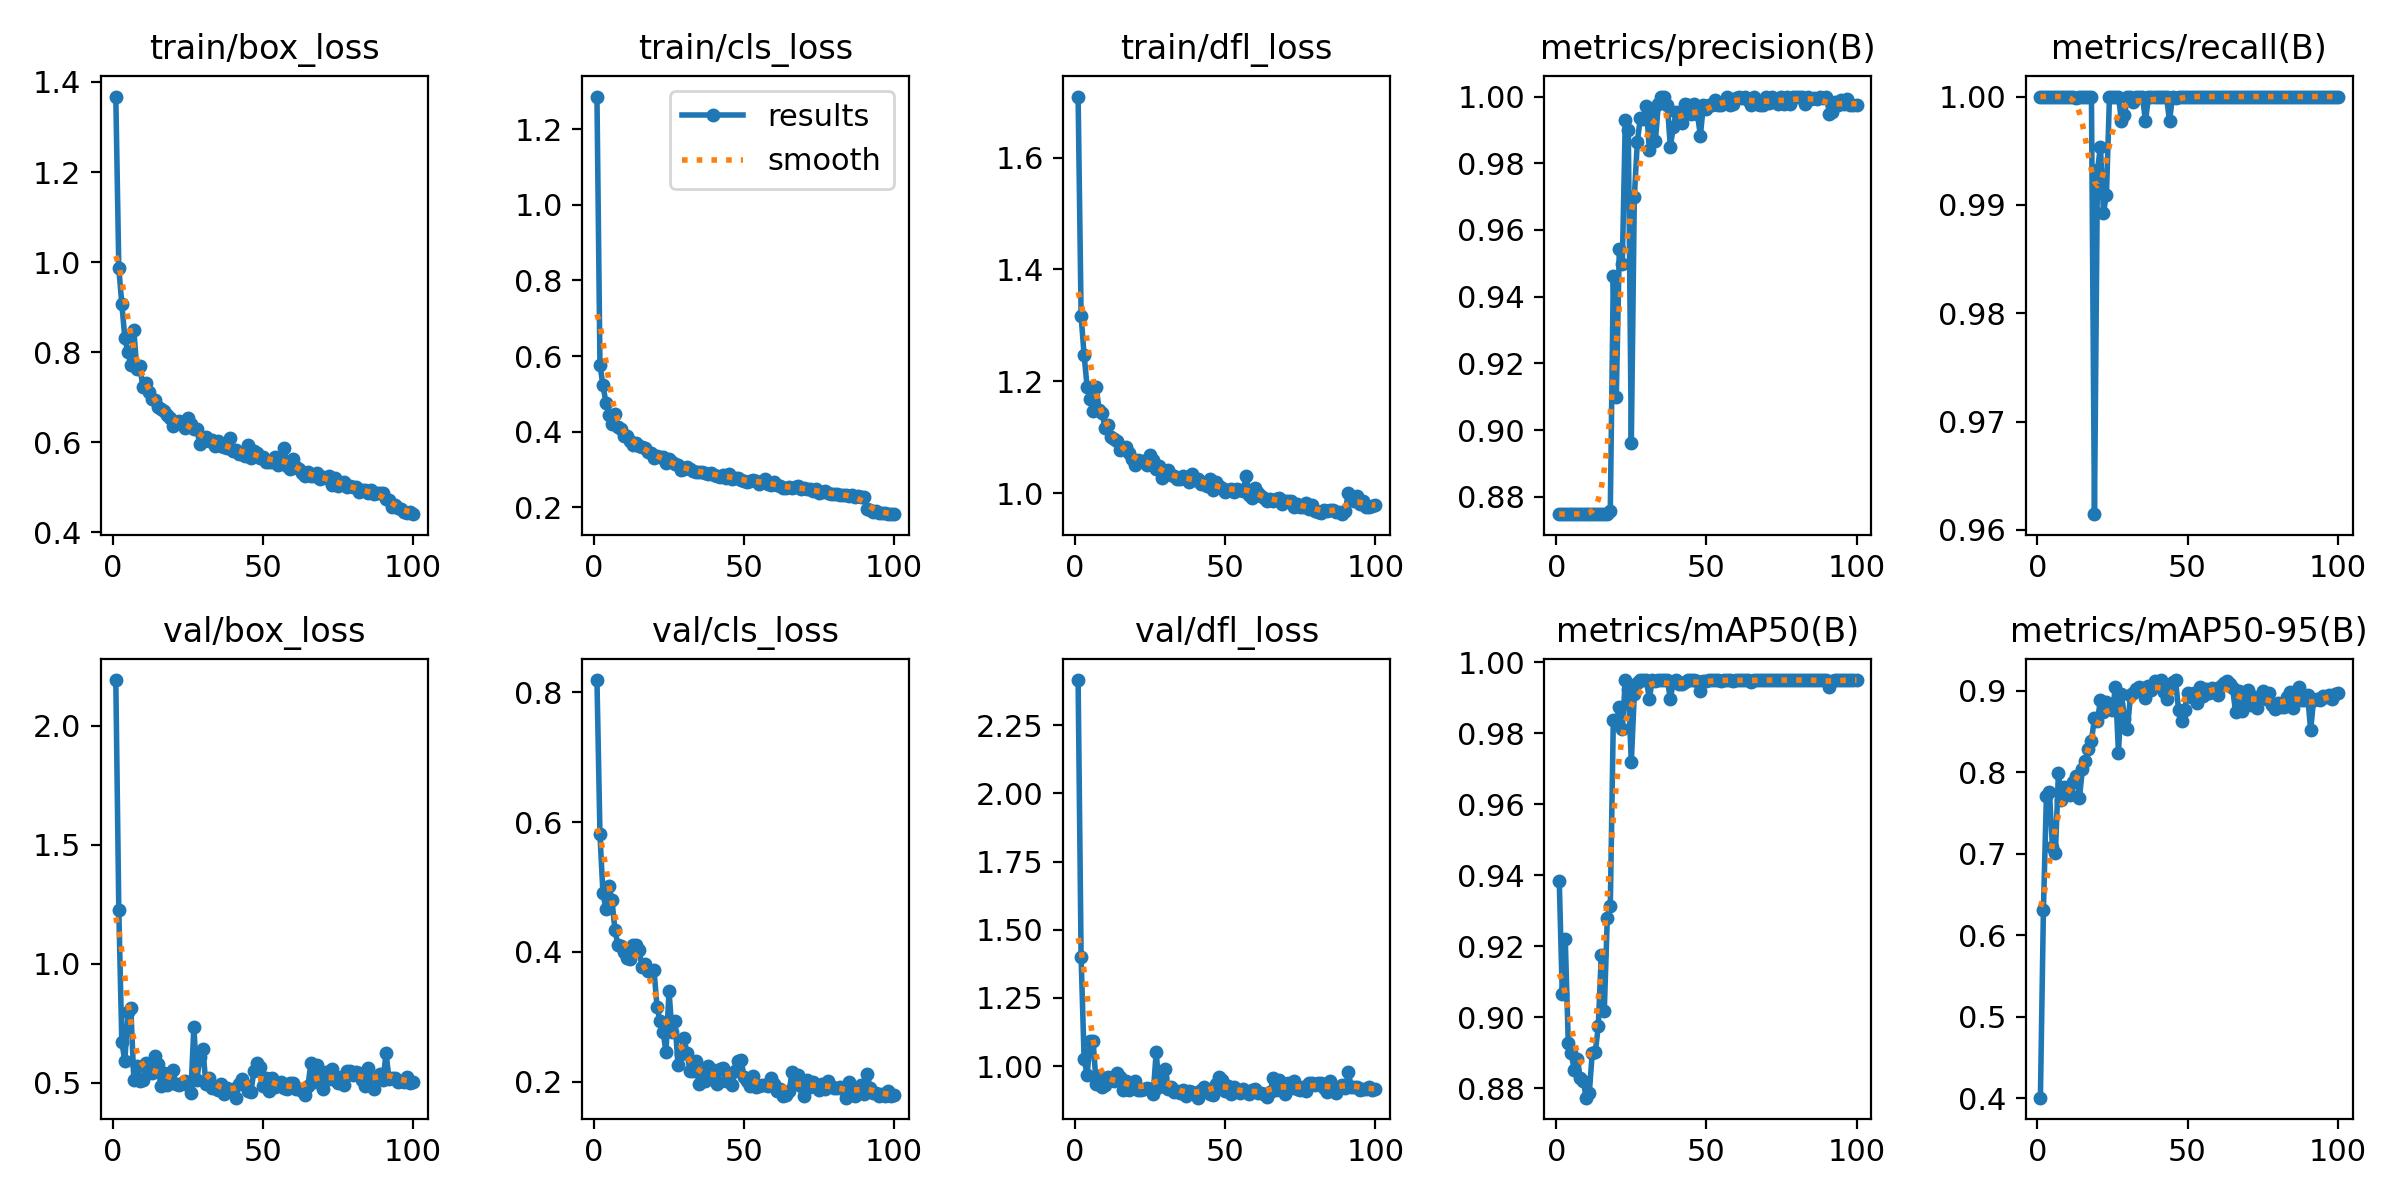 train/box_loss
train/cls_loss
train/dfl_loss
metrics/precision(B)
metrics/recall(B)
1.4
1.2
1.0
0.8
0.6
0.4
0 50 100
results
smooth
1.2
1.0
0.8
0.6
0.4
0.2
0 50 100
1.6
1.4
1.2
1.0
0 50 100
1.00
0.98
0.96
0.94
0.92
0.90
0.88
0 50 100
1.00
0.99
0.98
0.97
0.96
0 50 100
val/box_loss
val/cls_loss
val/dfl_loss
metrics/mAP50(B)
metrics/mAP50-95(B)
2.0
1.5
1.0
0.5
0 50 100
0.8
0.6
0.4
0.2
0 50 100
2.25
2.00
1.75
1.50
1.25
1.00
0 50 100
1.00
0.98
0.96
0.94
0.92
0.90
0.88
0 50 100
0.9
0.8
0.7
0.6
0.5
0.4
0 50 100